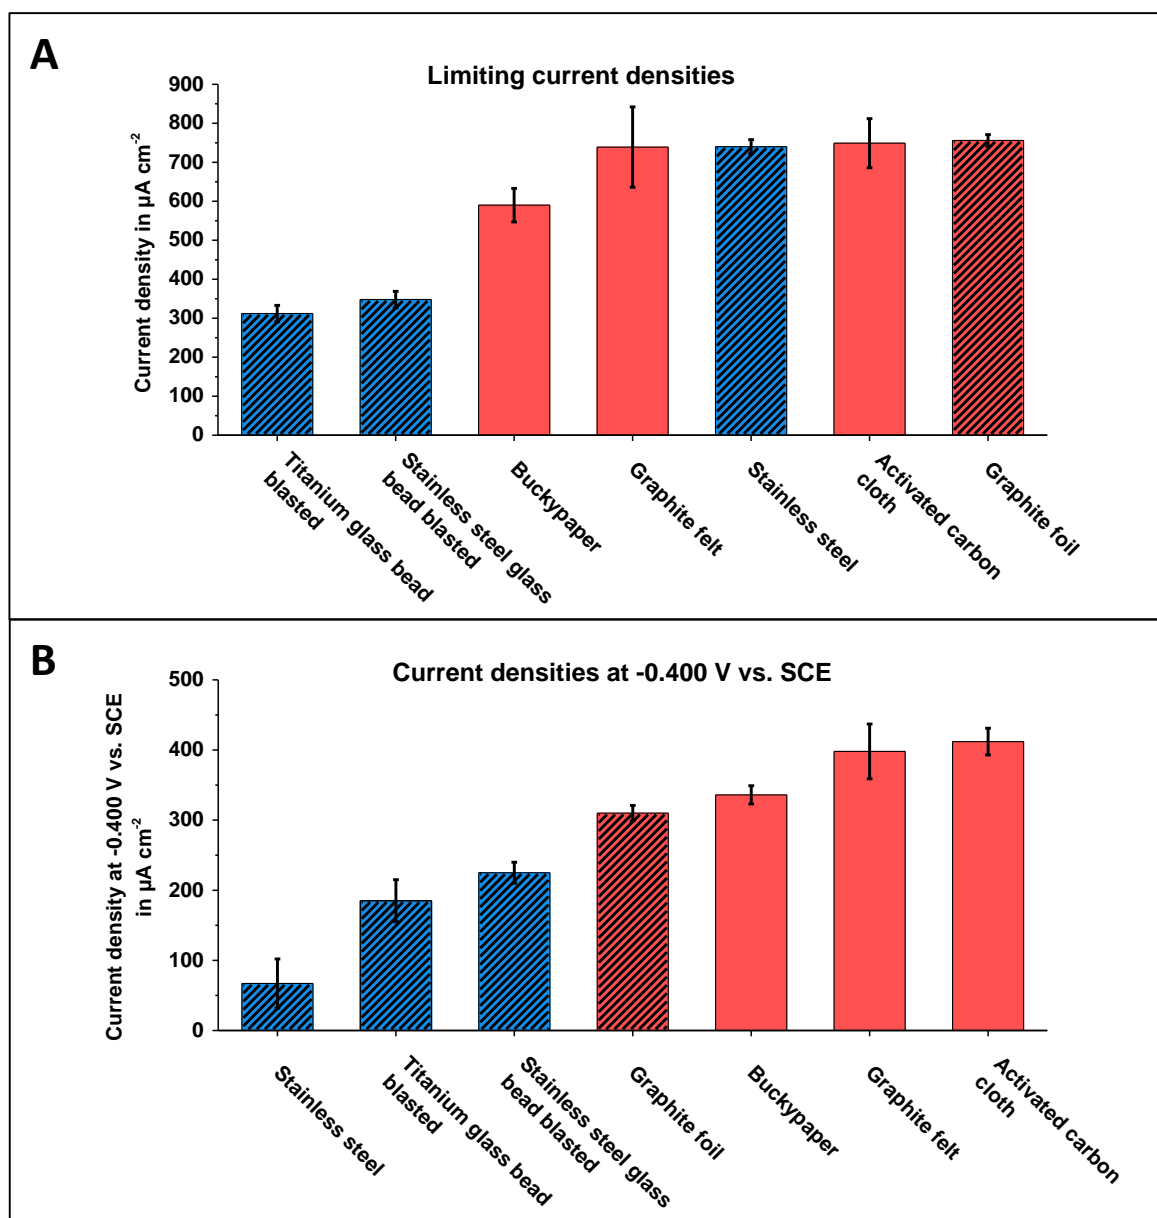 A
Limiting current densities
Current density in µA cm⁻²
900
800
700
600
500
400
300
200
100
0
Titanium glass bead
blasted
Stainless steel glass
bead blasted
Buckypaper
Graphite felt
Stainless steel
Activated carbon
cloth
Graphite foil
B
Current densities at -0.400 V vs. SCE
Current density at -0.400 V vs. SCE
in µA cm⁻²
500
400
300
200
100
0
Stainless steel
Titanium glass bead
blasted
Stainless steel glass
bead blasted
Graphite foil
Buckypaper
Graphite felt
Activated carbon
cloth